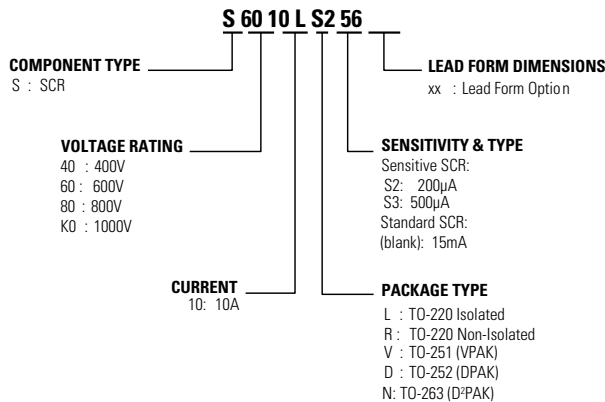 S 60 10 L S2 56
COMPONENT TYPE
S : SCR
VOLTAGE RATING
40 : 400V
60 : 600V
80 : 800V
K0 : 1000V
CURRENT
10: 10A
LEAD FORM DIMENSIONS
xx : Lead Form Option
SENSITIVITY & TYPE
Sensitive SCR:
S2: 200µA
S3: 500µA
Standard SCR:
(blank): 15mA
PACKAGE TYPE
L : TO-220 Isolated
R : TO-220 Non-Isolated
V : TO-251 (VPAK)
D : TO-252 (DPAK)
N: TO-263 (D²PAK)